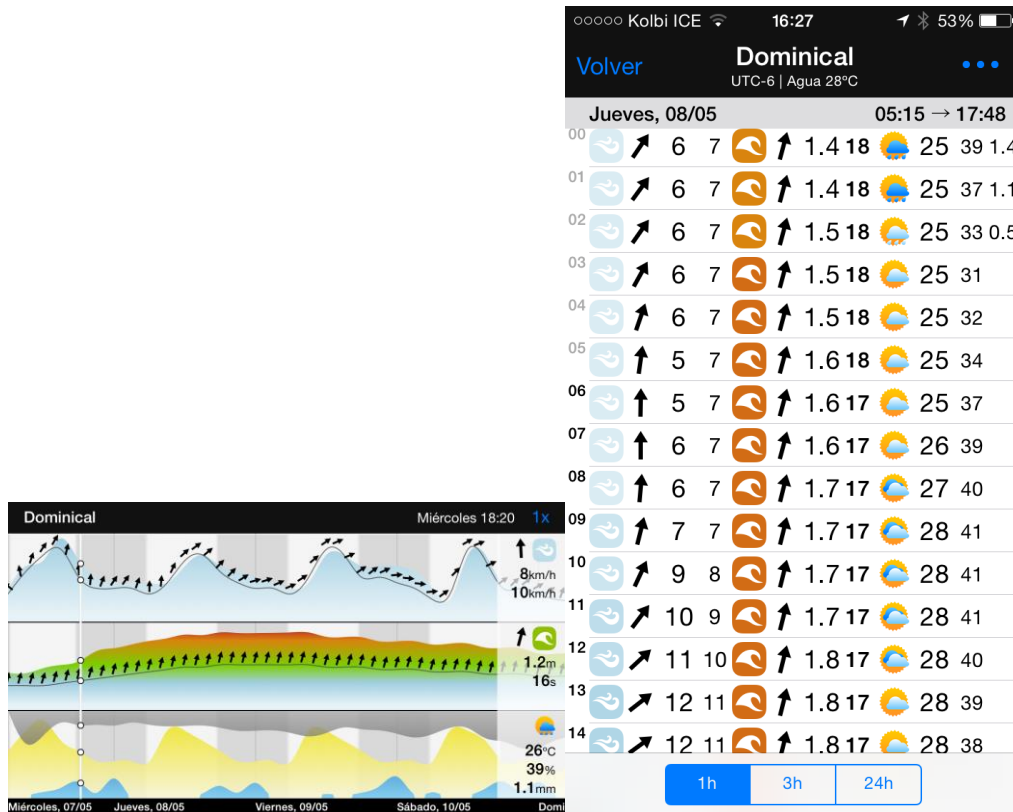 Kolbi ICE 16:27 53%
Volver Dominical
UTC-6 | Agua 28ºC
Jueves, 08/05 05:15 → 17:48
00 6 7 1.4 18 25 39 1.4
01 6 7 1.4 18 25 37 1.1
02 6 7 1.5 18 25 33 0.5
03 6 7 1.5 18 25 31
04 6 7 1.5 18 25 32
05 5 7 1.6 18 25 34
06 5 7 1.6 17 25 37
07 6 7 1.6 17 26 39
08 6 7 1.7 17 27 40
09 7 7 1.7 17 28 41
10 9 8 1.7 17 28 41
11 10 9 1.7 17 28 41
12 11 10 1.8 17 28 40
13 12 11 1.8 17 28 39
14 12 11 1.8 17 28 38
1h 3h 24h
Dominical Miércoles 18:20 1x
8km/h
10km/h
1.2m
16s
26°C
39%
1.1mm
Miércoles, 07/05 Jueves, 08/05 Viernes, 09/05 Sábado, 10/05 Domi